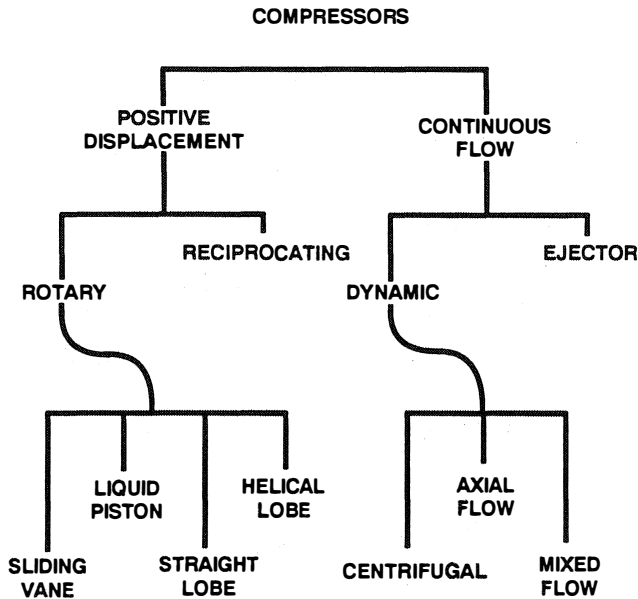 COMPRESSORS
POSITIVE
DISPLACEMENT
CONTINUOUS
FLOW
RECIPROCATING
EJECTOR
ROTARY
DYNAMIC
LIQUID
PISTON
HELICAL
LOBE
AXIAL
FLOW
SLIDING
VANE
STRAIGHT
LOBE
CENTRIFUGAL
MIXED
FLOW